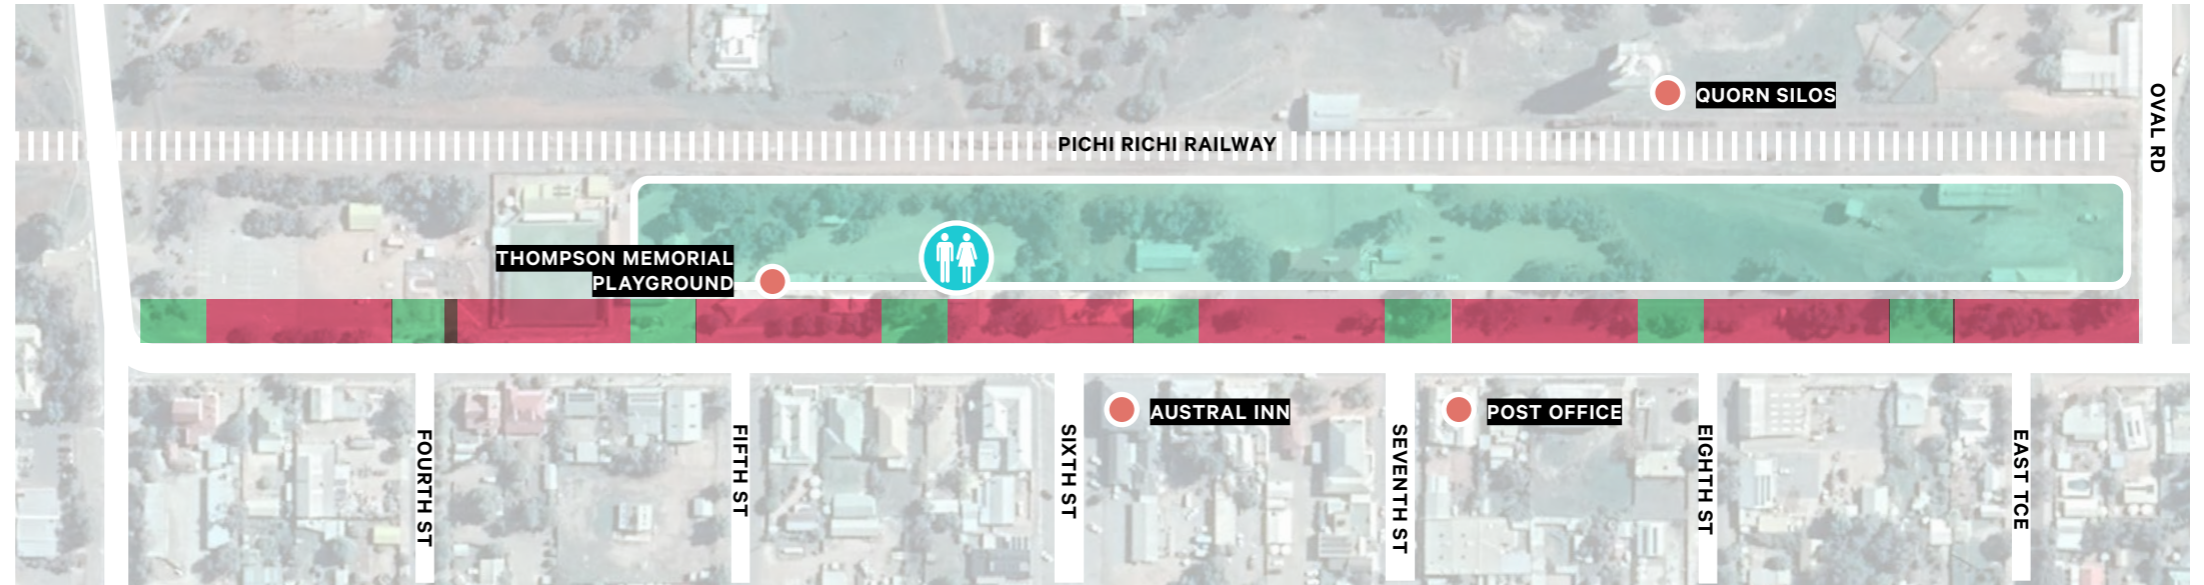 QUORN SILOS
OVAL RD
PICHI RICHI RAILWAY
THOMPSON MEMORIAL
PLAYGROUND
AUSTRAL INN
POST OFFICE
FOURTH ST
FIFTH ST
SIXTH ST
SEVENTH ST
EIGHTH ST
EAST TCE